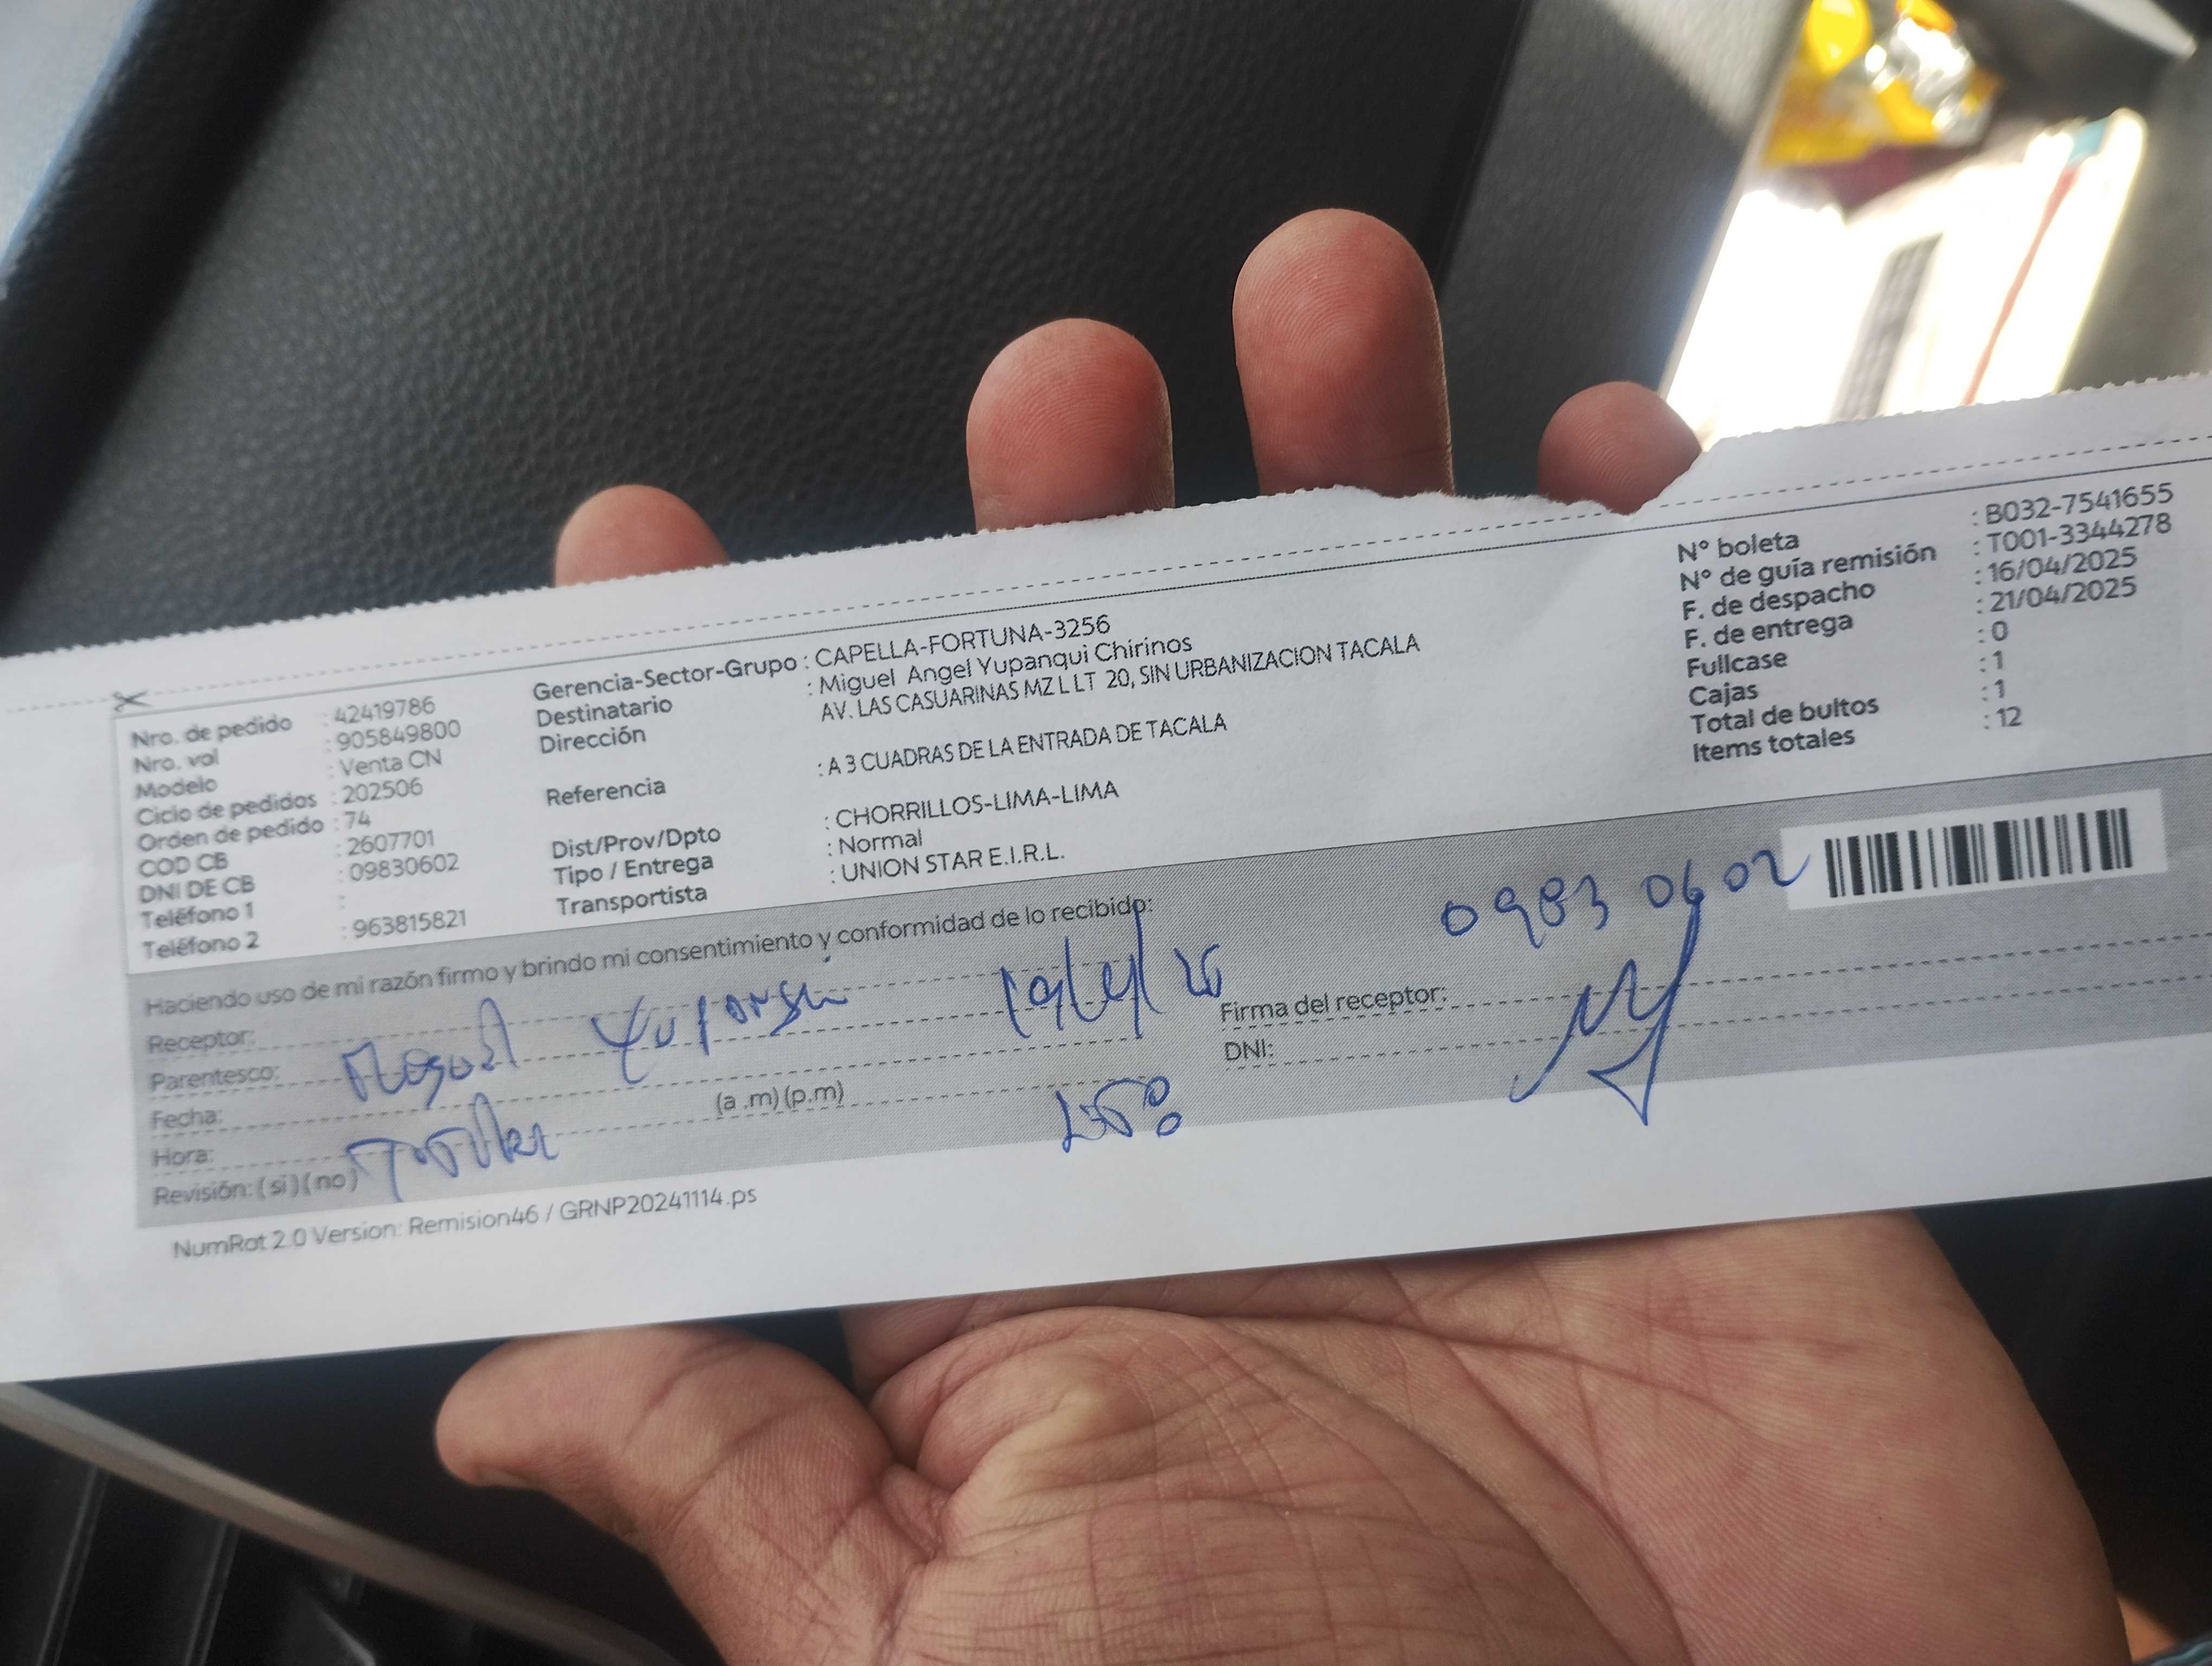 Nro. de pedido : 42419786
Nro. vol : 905849800
Modelo : Venta CN
Ciclo de pedidos : 202506
Orden de pedido : 74
COD CB : 2607701
DNI DE CB : 09830602
Teléfono 1 :
Teléfono 2 : 963815821
Gerencia-Sector-Grupo : CAPELLA-FORTUNA-3256
Destinatario : Miguel Angel Yupanqui Chirinos
Dirección AV. LAS CASUARINAS MZ L LT 20, SIN URBANIZACION TACALA
Referencia : A 3 CUADRAS DE LA ENTRADA DE TACALA
Dist/Prov/Dpto : CHORRILLOS-LIMA-LIMA
Tipo / Entrega : Normal
Transportista : UNION STAR E.I.R.L.
N° boleta : B032-7541655
N° de guía remisión : T001-3344278
F. de despacho : 16/04/2025
F. de entrega : 21/04/2025
Fullcase : 0
Cajas : 1
Total de bultos : 1
Items totales : 12
Haciendo uso de mi razón firmo y brindo mi consentimiento y conformidad de lo recibido:
Receptor:
Parentesco:
Fecha:
Hora: (a .m) (p.m)
Revisión: ( si ) ( no )
Firma del receptor:
DNI:
09830602
NumRot 2.0 Version: Remision46 / GRNP20241114.ps